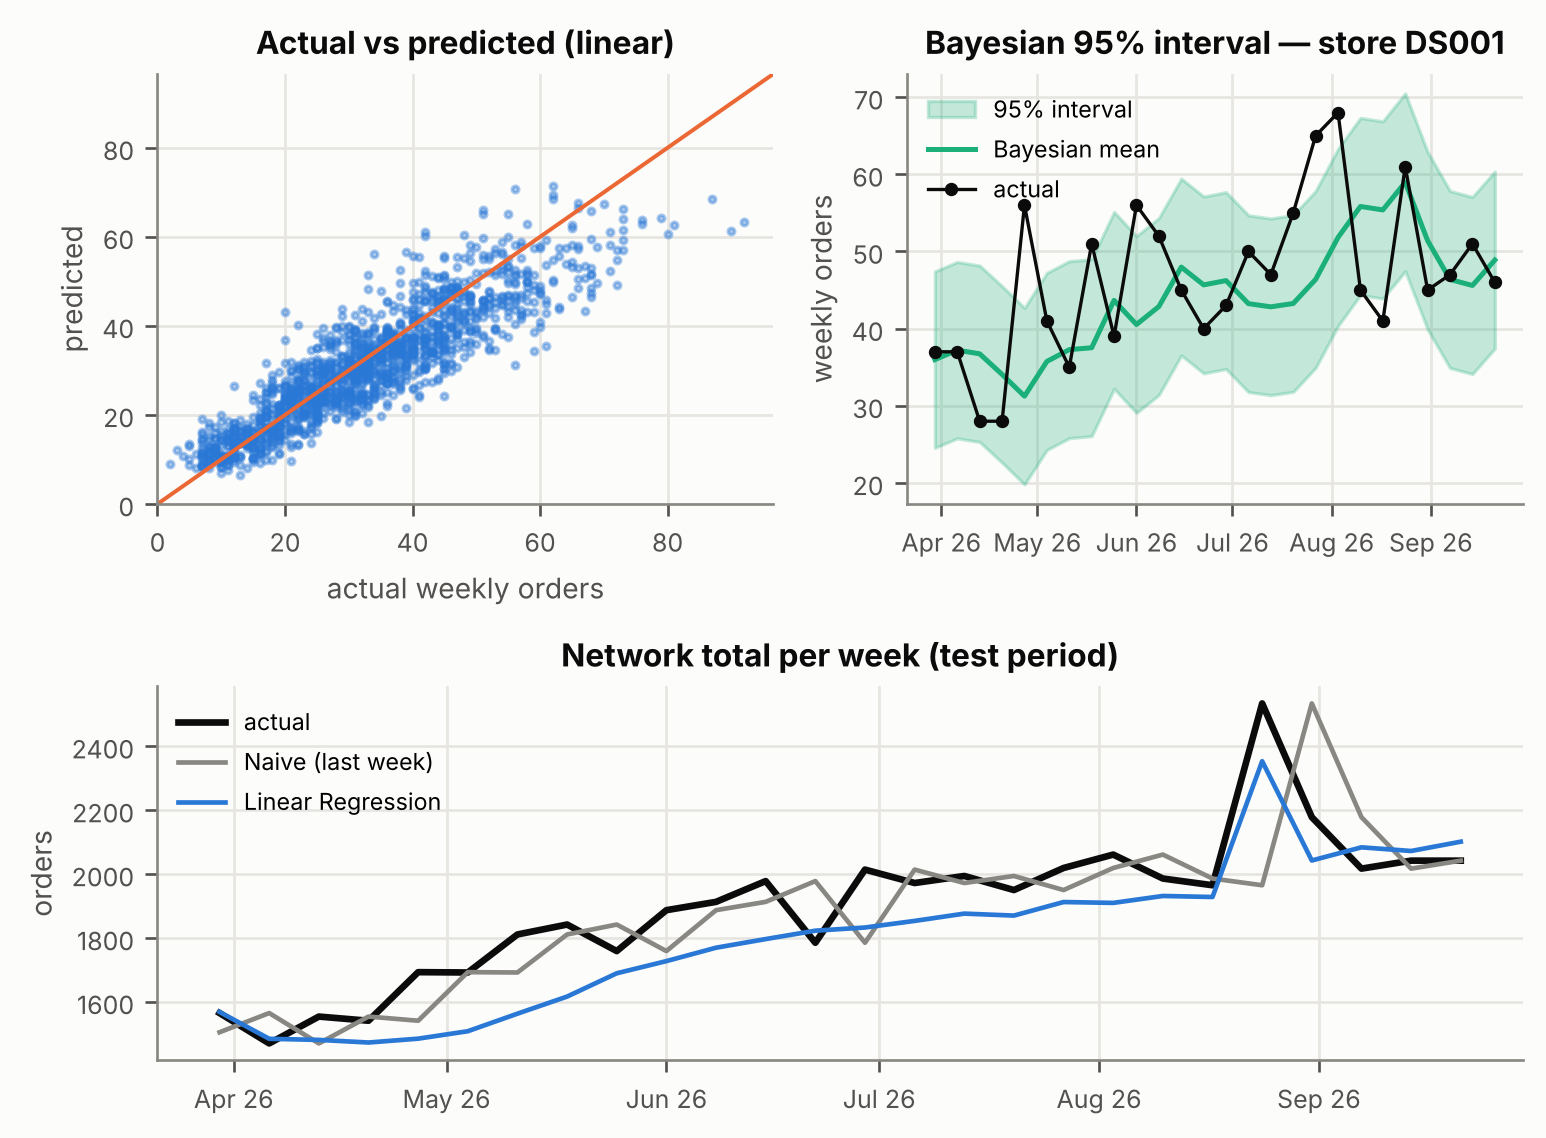 Actual vs predicted (linear)
predicted
80
60
40
20
0
0 20 40 60 80
actual weekly orders
Bayesian 95% interval — store DS001
95% interval
Bayesian mean
actual
weekly orders
70
60
50
40
30
20
Apr 26 May 26 Jun 26 Jul 26 Aug 26 Sep 26
Network total per week (test period)
actual
Naive (last week)
Linear Regression
orders
2400
2200
2000
1800
1600
Apr 26 May 26 Jun 26 Jul 26 Aug 26 Sep 26